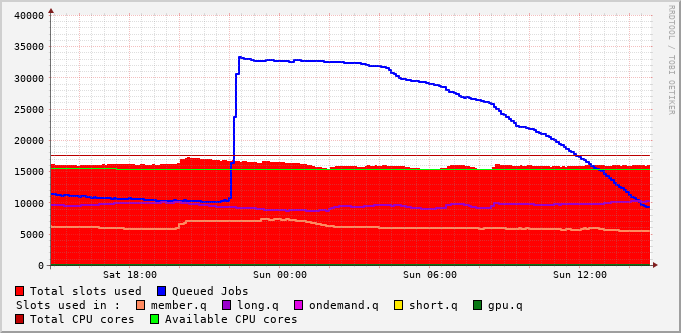 40000
35000
30000
25000
20000
15000
10000
5000
0
Sat 18:00 Sun 00:00 Sun 06:00 Sun 12:00
RRDTOOL / TOBI OETIKER
Total slots used Queued Jobs
Slots used in : member.q long.q ondemand.q short.q gpu.q
Total CPU cores Available CPU cores